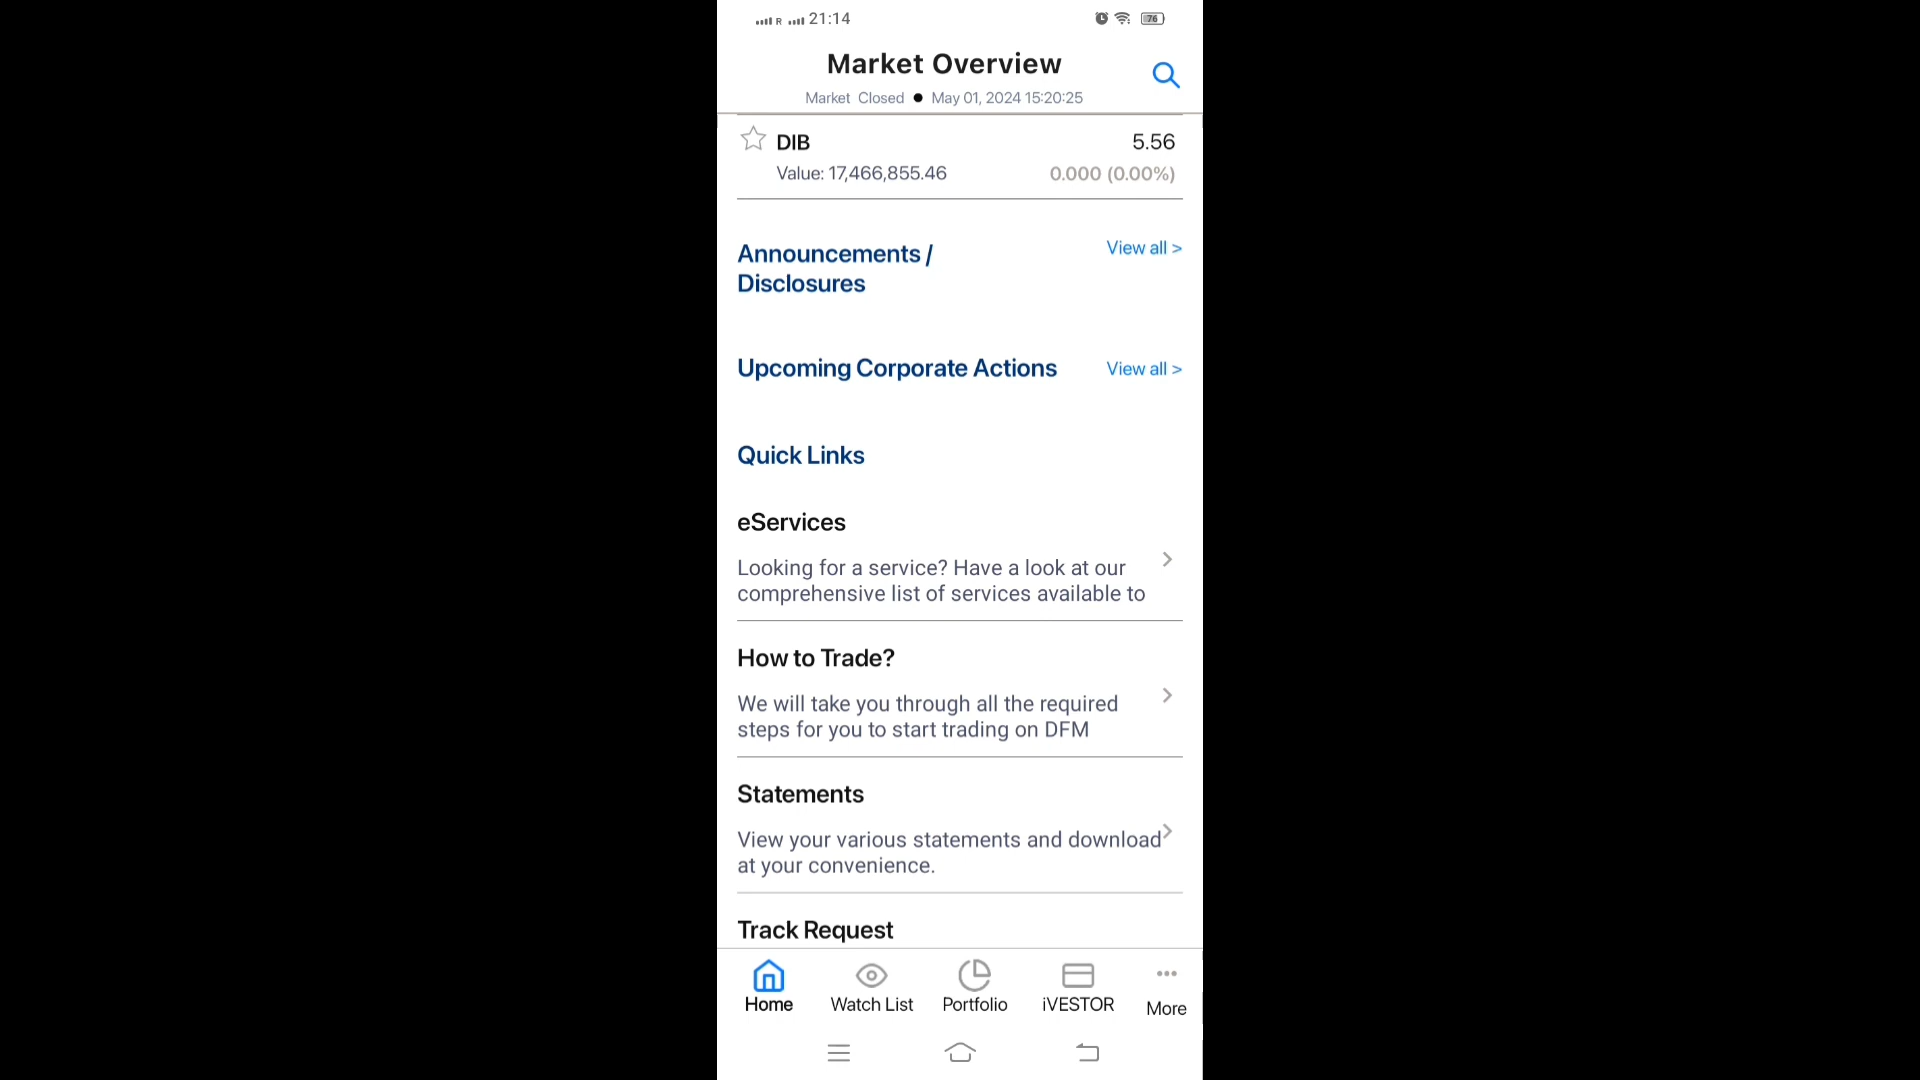 R 21:14 76
Market Overview
Market Closed ● May 01, 2024 15:20:25
DIB 5.56
Value: 17,466,855.46 0.000 (0.00%)
Announcements / View all >
Disclosures
Upcoming Corporate Actions View all >
Quick Links
eServices
Looking for a service? Have a look at our
comprehensive list of services available to
How to Trade?
We will take you through all the required
steps for you to start trading on DFM
Statements
View your various statements and download
at your convenience.
Track Request
Home Watch List Portfolio iVESTOR More